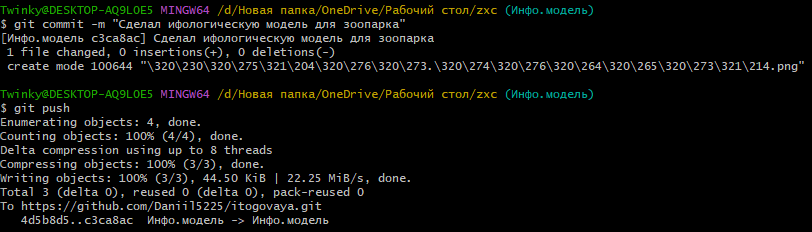 Twinky@DESKTOP-AQ9LOE5 MINGW64 /d/Новая папка/OneDrive/Рабочий стол/zxc (Инфо.модель)
$ git commit -m "Сделал ифологическую модель для зоопарка"
[Инфо.модель c3ca8ac] Сделал ифологическую модель для зоопарка
 1 file changed, 0 insertions(+), 0 deletions(-)
 create mode 100644 "\320\230\320\275\321\204\320\276\320\273.\320\274\320\276\320\264\320\265\320\273\321\214.png"
Twinky@DESKTOP-AQ9LOE5 MINGW64 /d/Новая папка/OneDrive/Рабочий стол/zxc (Инфо.модель)
$ git push
Enumerating objects: 4, done.
Counting objects: 100% (4/4), done.
Delta compression using up to 8 threads
Compressing objects: 100% (3/3), done.
Writing objects: 100% (3/3), 44.50 KiB | 22.25 MiB/s, done.
Total 3 (delta 0), reused 0 (delta 0), pack-reused 0
To https://github.com/Daniil5225/itogovaya.git
   4d5b8d5..c3ca8ac  Инфо.модель -> Инфо.модель